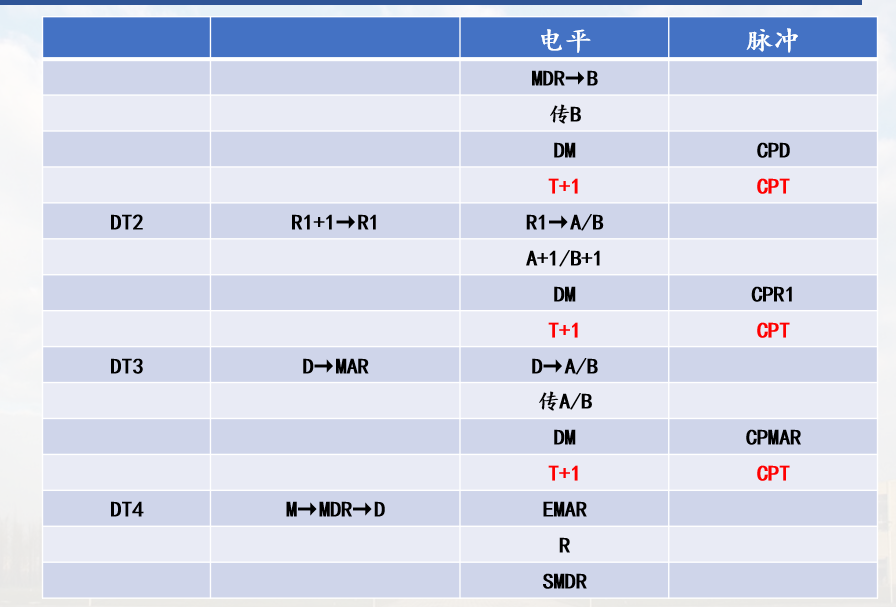 电平 脉冲
MDR→B
传B
DM CPD
T+1 CPT
DT2 R1+1→R1 R1→A/B
A+1/B+1
DM CPR1
T+1 CPT
DT3 D→MAR D→A/B
传A/B
DM CPMAR
T+1 CPT
DT4 M→MDR→D EMAR
R
SMDR